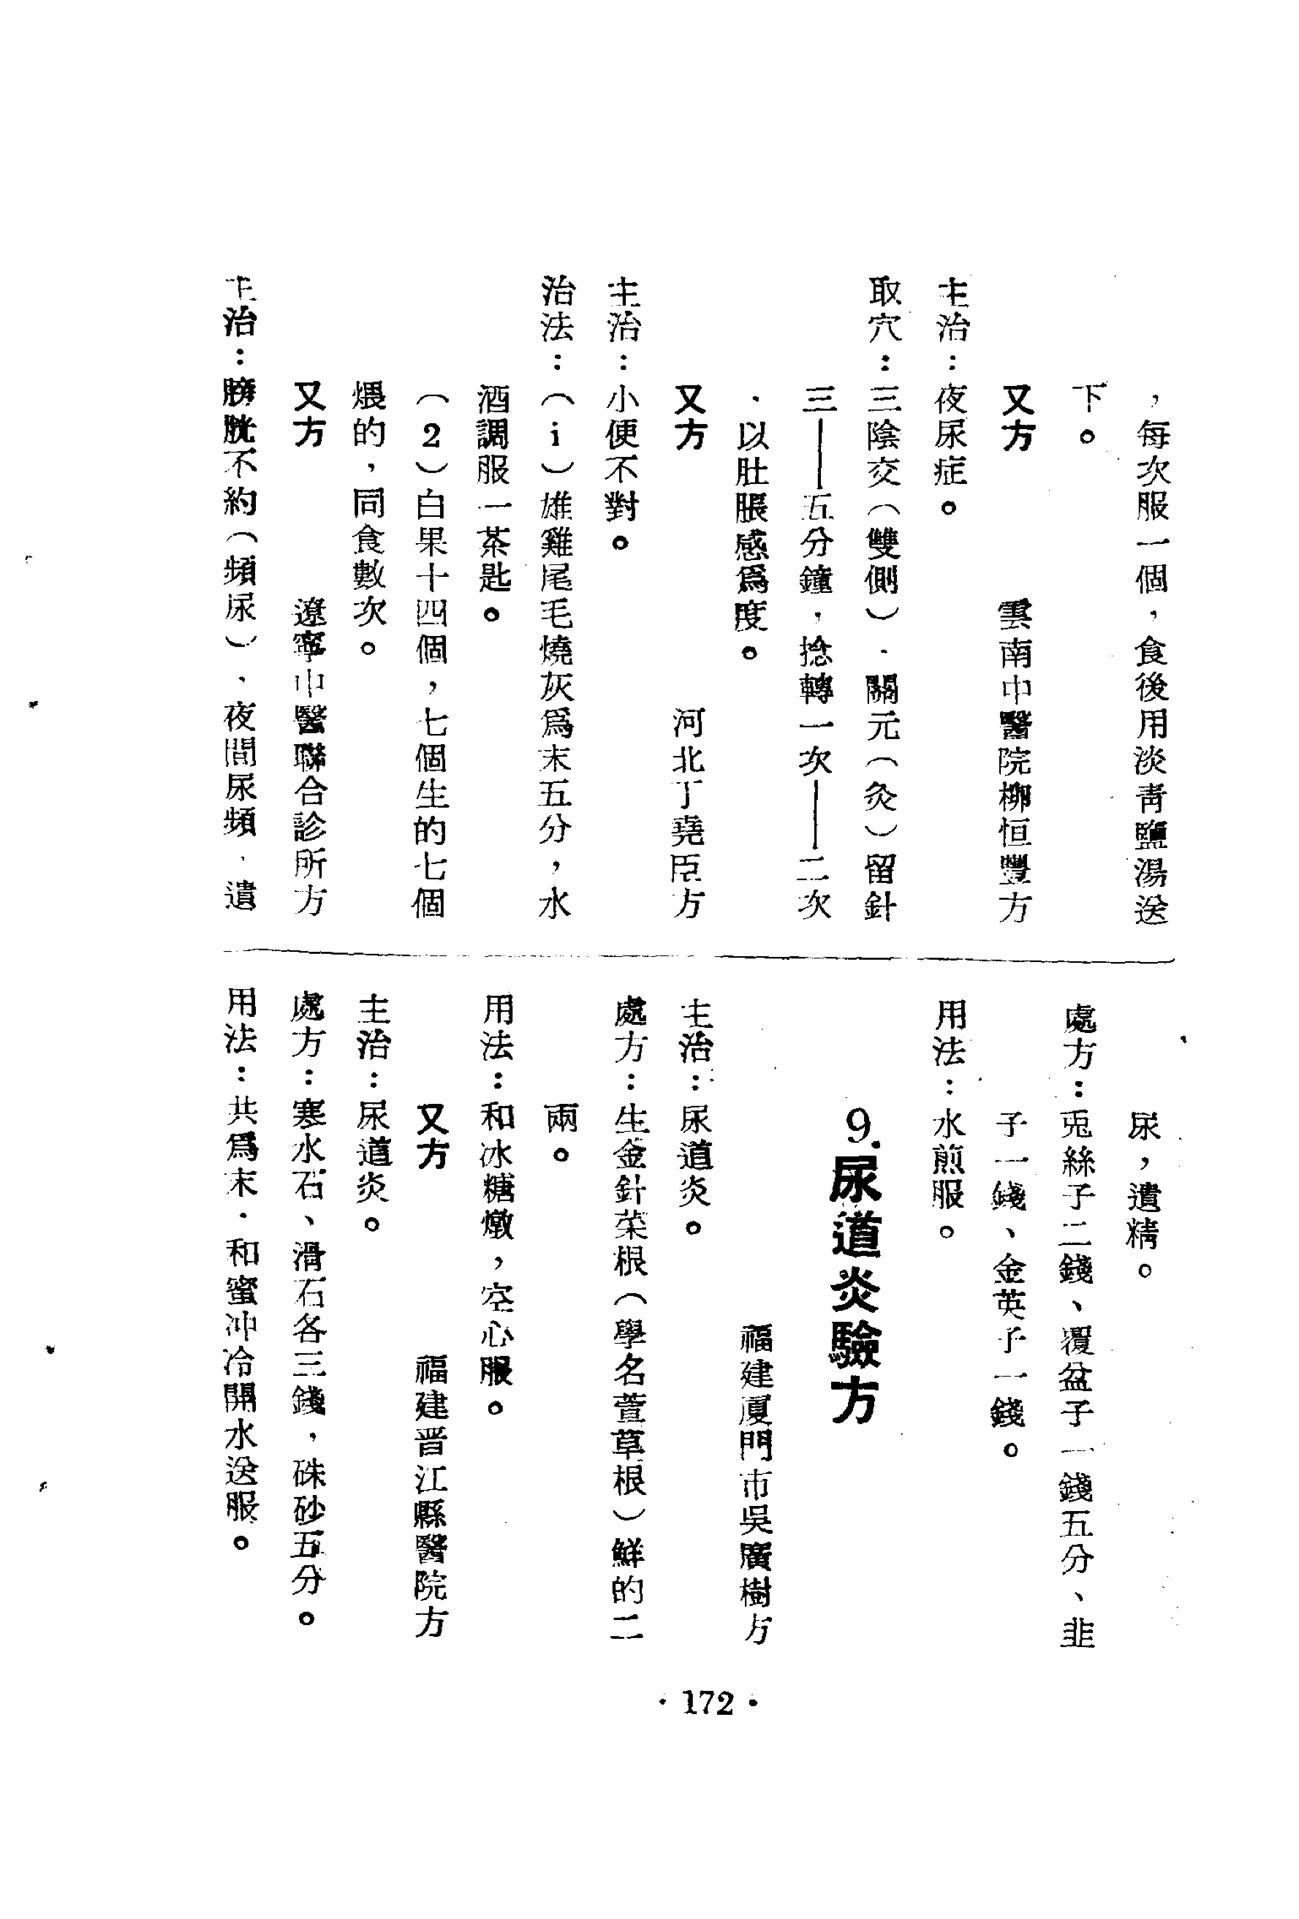 ，每次服一個，食後用淡靑鹽湯送
下。
又方　雲南中醫院柳恒豐方
主治：夜尿症。
取穴：三陰交（雙側）．關元（灸）留針
三——五分鐘，捻轉一次——二次
．以肚脹感爲度。
又方　河北丁堯臣方
主治：小便不對。
治法：（i）雄雞尾毛燒灰爲末五分，水
酒調服一茶匙。
（2）白果十四個，七個生的七個
煨的，同食數次。
又方　遼寧中醫聯合診所方
主治：膀胱不約（頻尿）、夜間尿頻．遺
尿，遺精。
處方：兎絲子二錢、覆盆子一錢五分、韭
子一錢、金英子一錢。
用法：水煎服。
9.尿道炎驗方
福建厦門市吳廣樹方
主治：尿道炎。
處方：生金針菜根（學名萱草根）鮮的二
兩。
用法：和冰糖燉，空心服。
又方　福建晋江縣醫院方
主治：尿道炎。
處方：寒水石、滑石各三錢，硃砂五分。
用法：共爲末．和蜜沖冷開水送服。
·172·